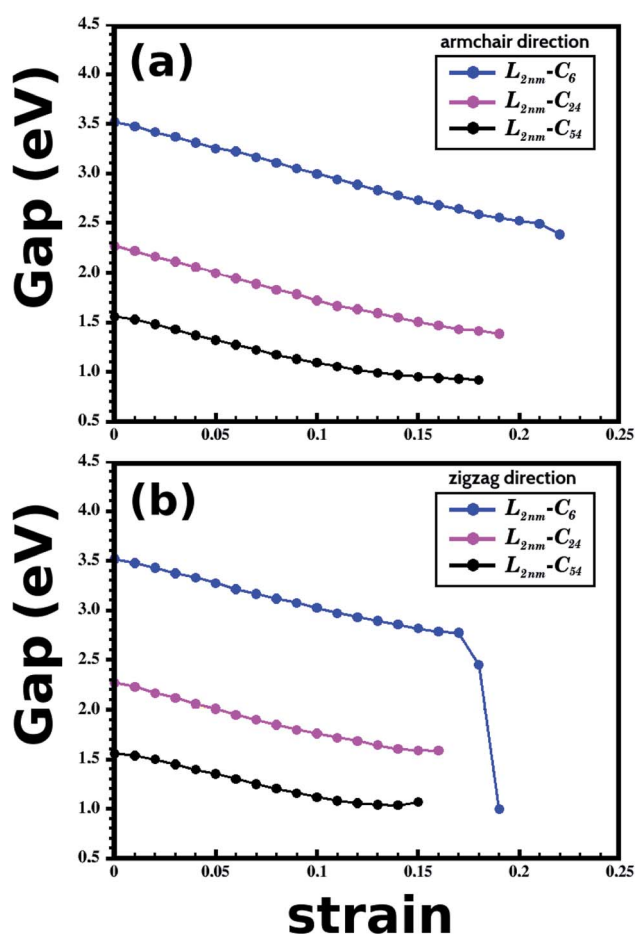 (a)
armchair direction
L2nm-C6
L2nm-C24
L2nm-C54
Gap (eV)
4.5
4.0
3.5
3.0
2.5
2.0
1.5
1.0
0.5
0 0.05 0.1 0.15 0.2 0.25
(b)
zigzag direction
L2nm-C6
L2nm-C24
L2nm-C54
Gap (eV)
4.5
4.0
3.5
3.0
2.5
2.0
1.5
1.0
0.5
0 0.05 0.1 0.15 0.2 0.25
strain